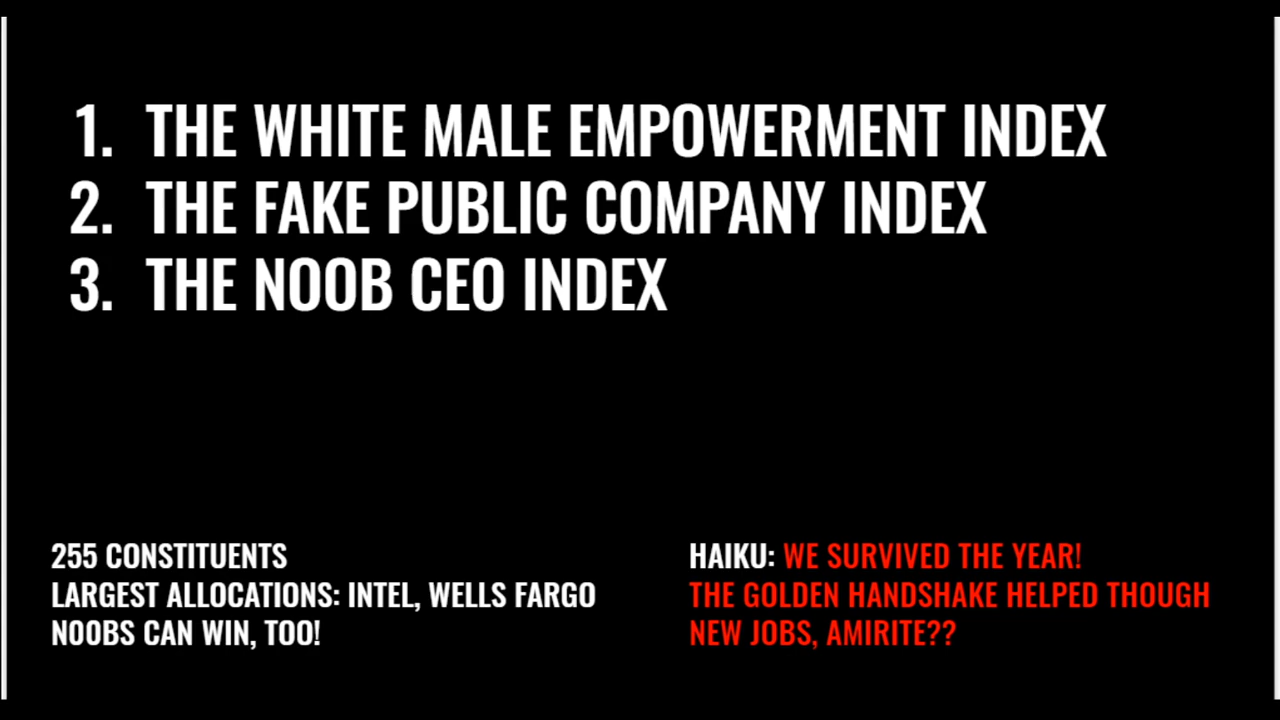 1. THE WHITE MALE EMPOWERMENT INDEX
2. THE FAKE PUBLIC COMPANY INDEX
3. THE NOOB CEO INDEX
255 CONSTITUENTS
LARGEST ALLOCATIONS: INTEL, WELLS FARGO
NOOBS CAN WIN, TOO!
HAIKU: WE SURVIVED THE YEAR!
THE GOLDEN HANDSHAKE HELPED THOUGH
NEW JOBS, AMIRITE??